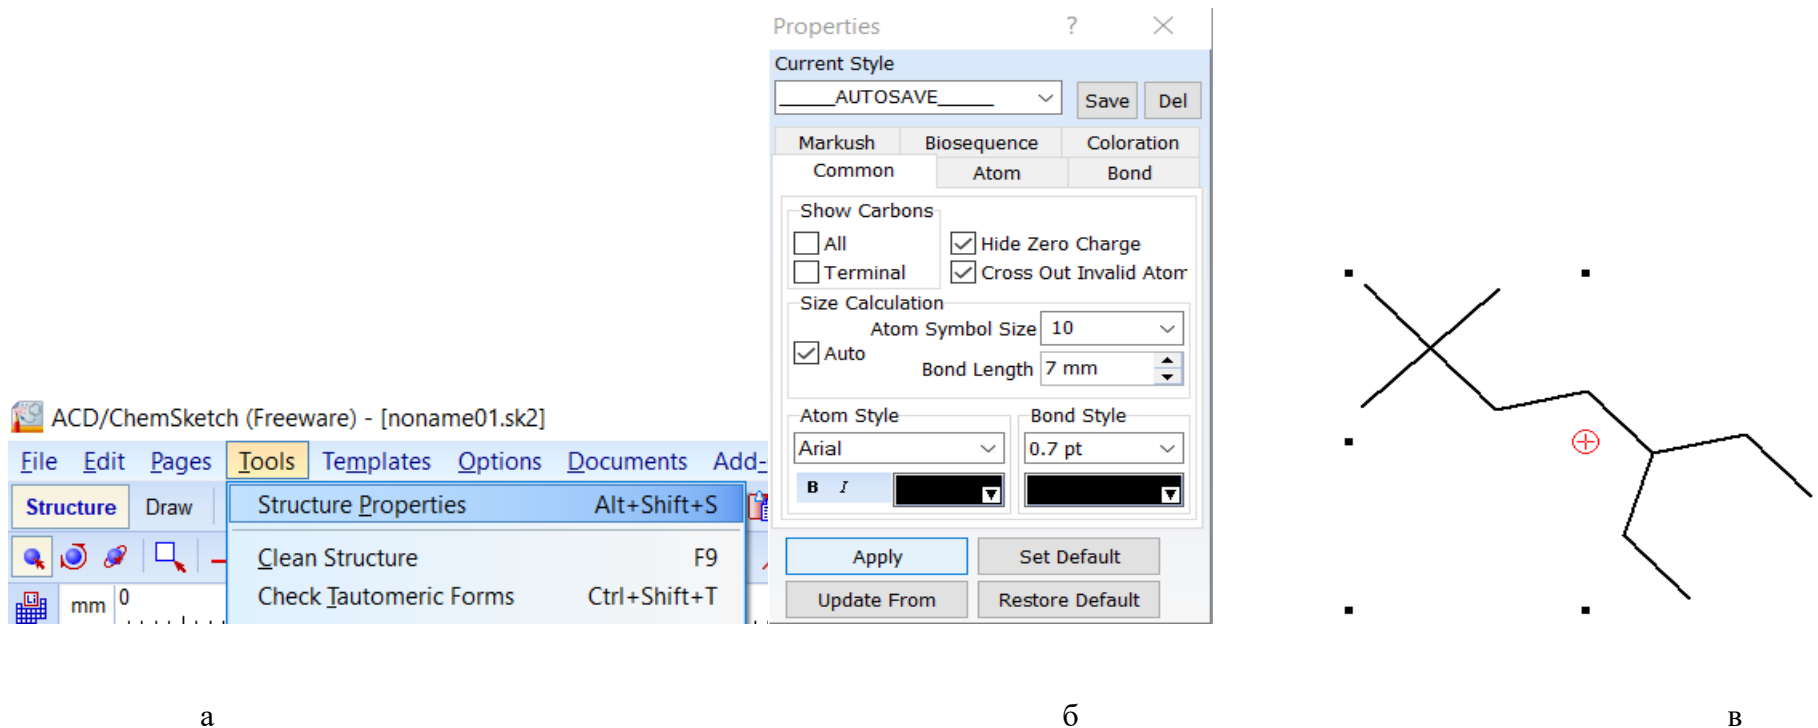 ACD/ChemSketch (Freeware) - [noname01.sk2]
File Edit Pages Tools Templates Options Documents Add-
Structure Draw
Structure Properties Alt+Shift+S
Clean Structure F9
Check Tautomeric Forms Ctrl+Shift+T
mm 0
Properties ? ×
Current Style
_____AUTOSAVE_____
Save Del
Markush Biosequence Coloration
Common Atom Bond
Show Carbons
All
Terminal
Hide Zero Charge
Cross Out Invalid Atom
Size Calculation
Atom Symbol Size 10
Auto
Bond Length 7 mm
Atom Style
Arial
B I
Bond Style
0.7 pt
Apply Set Default
Update From Restore Default
а б в